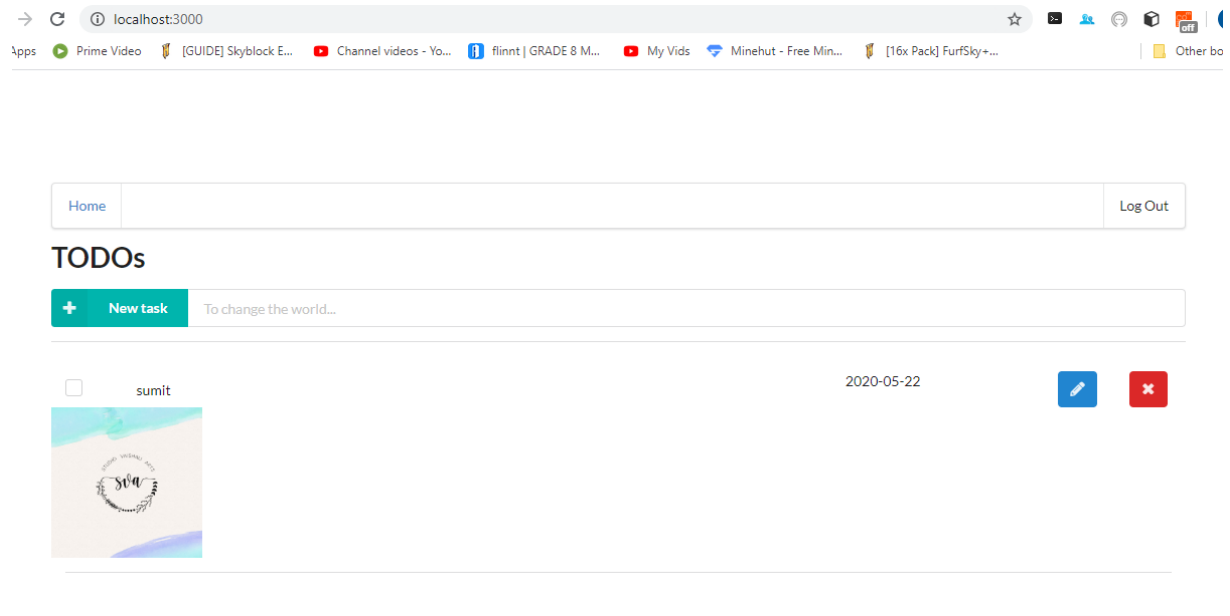 localhost:3000
off
Apps Prime Video [GUIDE] Skyblock E... Channel videos - Yo... flinnt | GRADE 8 M... My Vids Minehut - Free Min... [16x Pack] FurfSky+... Other bo
Home Log Out
TODOs
New task To change the world...
sumit 2020-05-22
sva